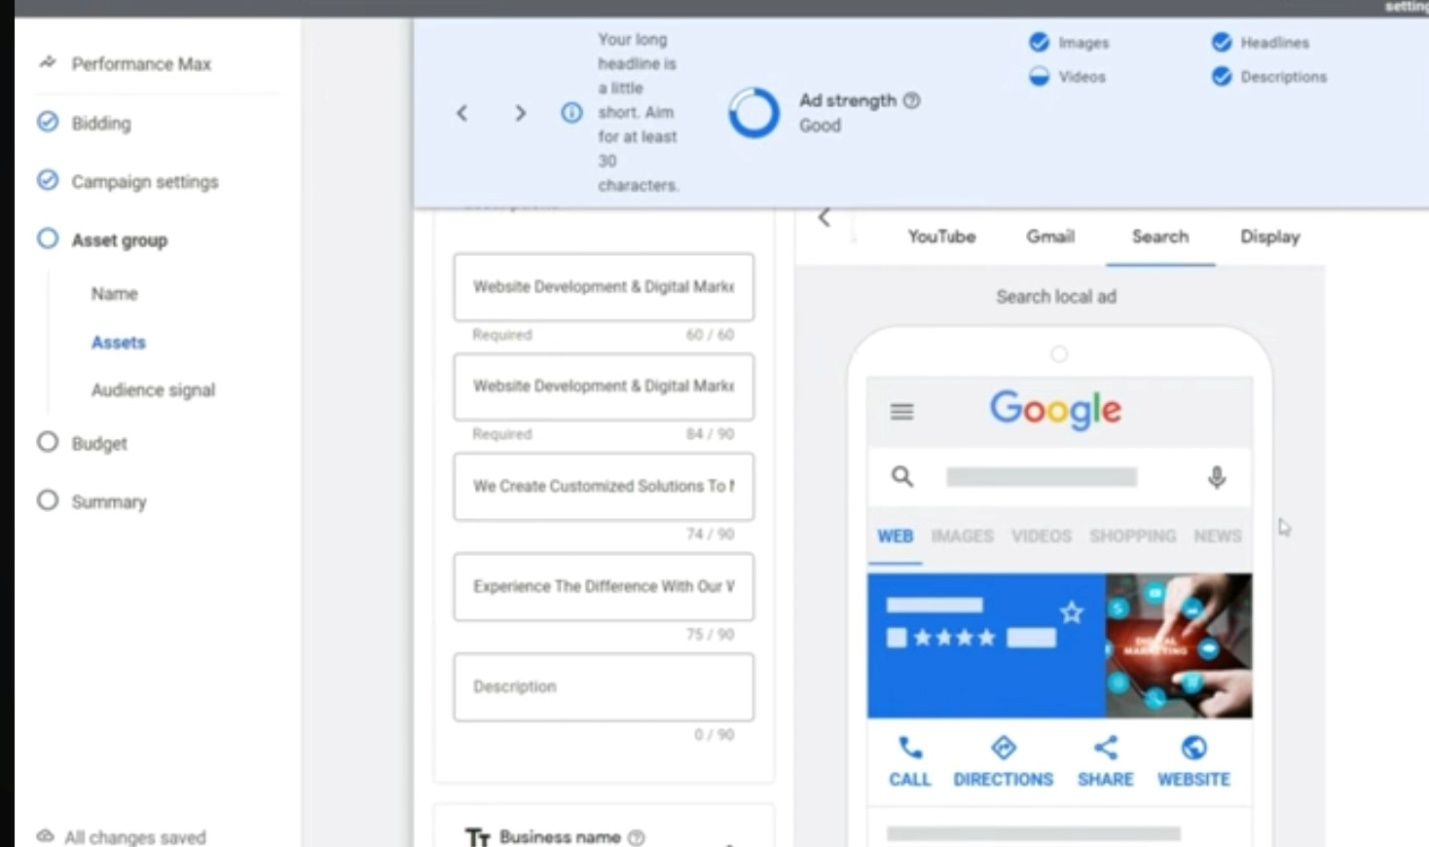 setting
Performance Max
Bidding
Campaign settings
Asset group
Name
Assets
Audience signal
Budget
Summary
All changes saved
Your long
headline is
a little
short. Aim
for at least
30
characters.
Ad strength
Good
Images
Headlines
Videos
Descriptions
Website Development & Digital Marke
Required 60 / 60
Website Development & Digital Marke
Required 84 / 90
We Create Customized Solutions To
74 / 90
Experience The Difference With Our
75 / 90
Description
0 / 90
Business name
YouTube Gmail Search Display
Search local ad
Google
WEB IMAGES VIDEOS SHOPPING NEWS
DIGITAL
MARKETING
CALL DIRECTIONS SHARE WEBSITE